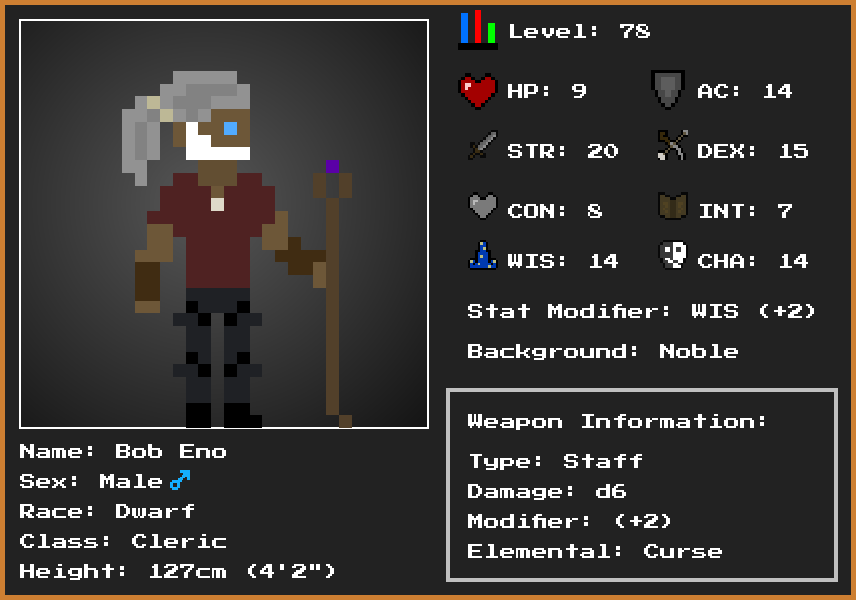 Level: 78
HP: 9
AC: 14
STR: 20
DEX: 15
CON: 8
INT: 7
WIS: 14
CHA: 14
Stat Modifier: WIS (+2)
Background: Noble
Weapon Information:
Type: Staff
Damage: d6
Modifier: (+2)
Elemental: Curse
Name: Bob Eno
Sex: Male ♂
Race: Dwarf
Class: Cleric
Height: 127cm (4'2")